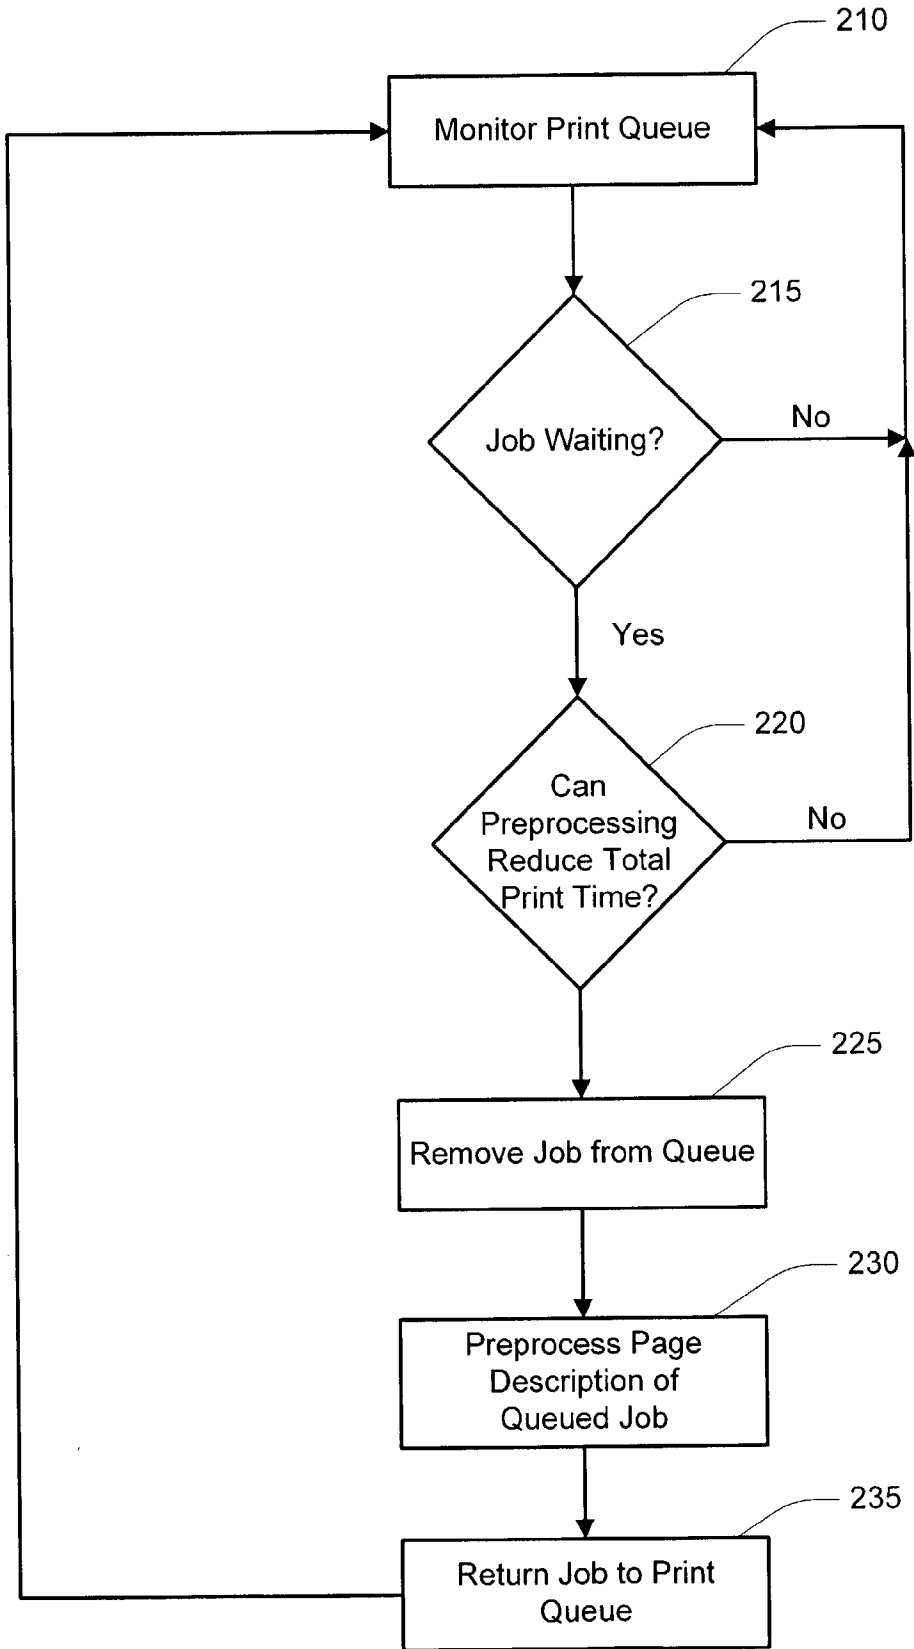 210
Monitor Print Queue
215
Job Waiting?
No
Yes
220
Can
Preprocessing
Reduce Total
Print Time?
No
225
Remove Job from Queue
230
Preprocess Page
Description of
Queued Job
235
Return Job to Print
Queue